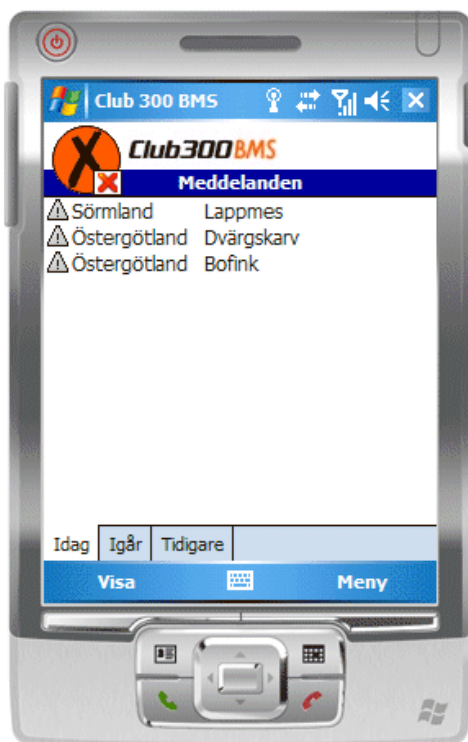 Club 300 BMS
Club300BMS
Meddelanden
Sörmland Lappmes
Östergötland Dvärgskarv
Östergötland Bofink
Idag Igår Tidigare
Visa Meny